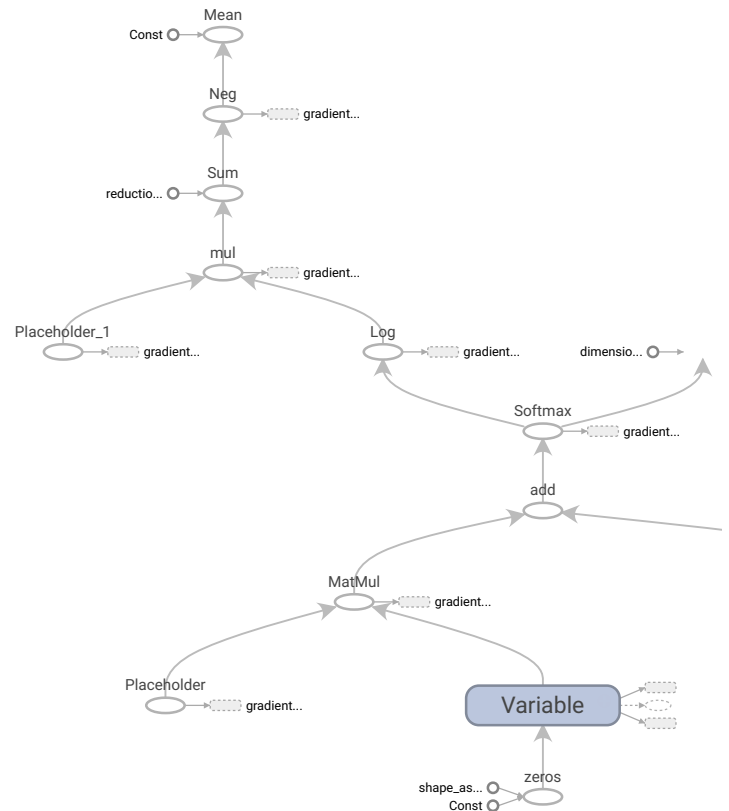 Mean
Const
Neg
gradient...
Sum
reductio...
mul
gradient...
Placeholder_1
gradient...
Log
gradient...
dimensio...
Softmax
gradient...
add
MatMul
gradient...
Placeholder
gradient...
Variable
zeros
shape_as...
Const